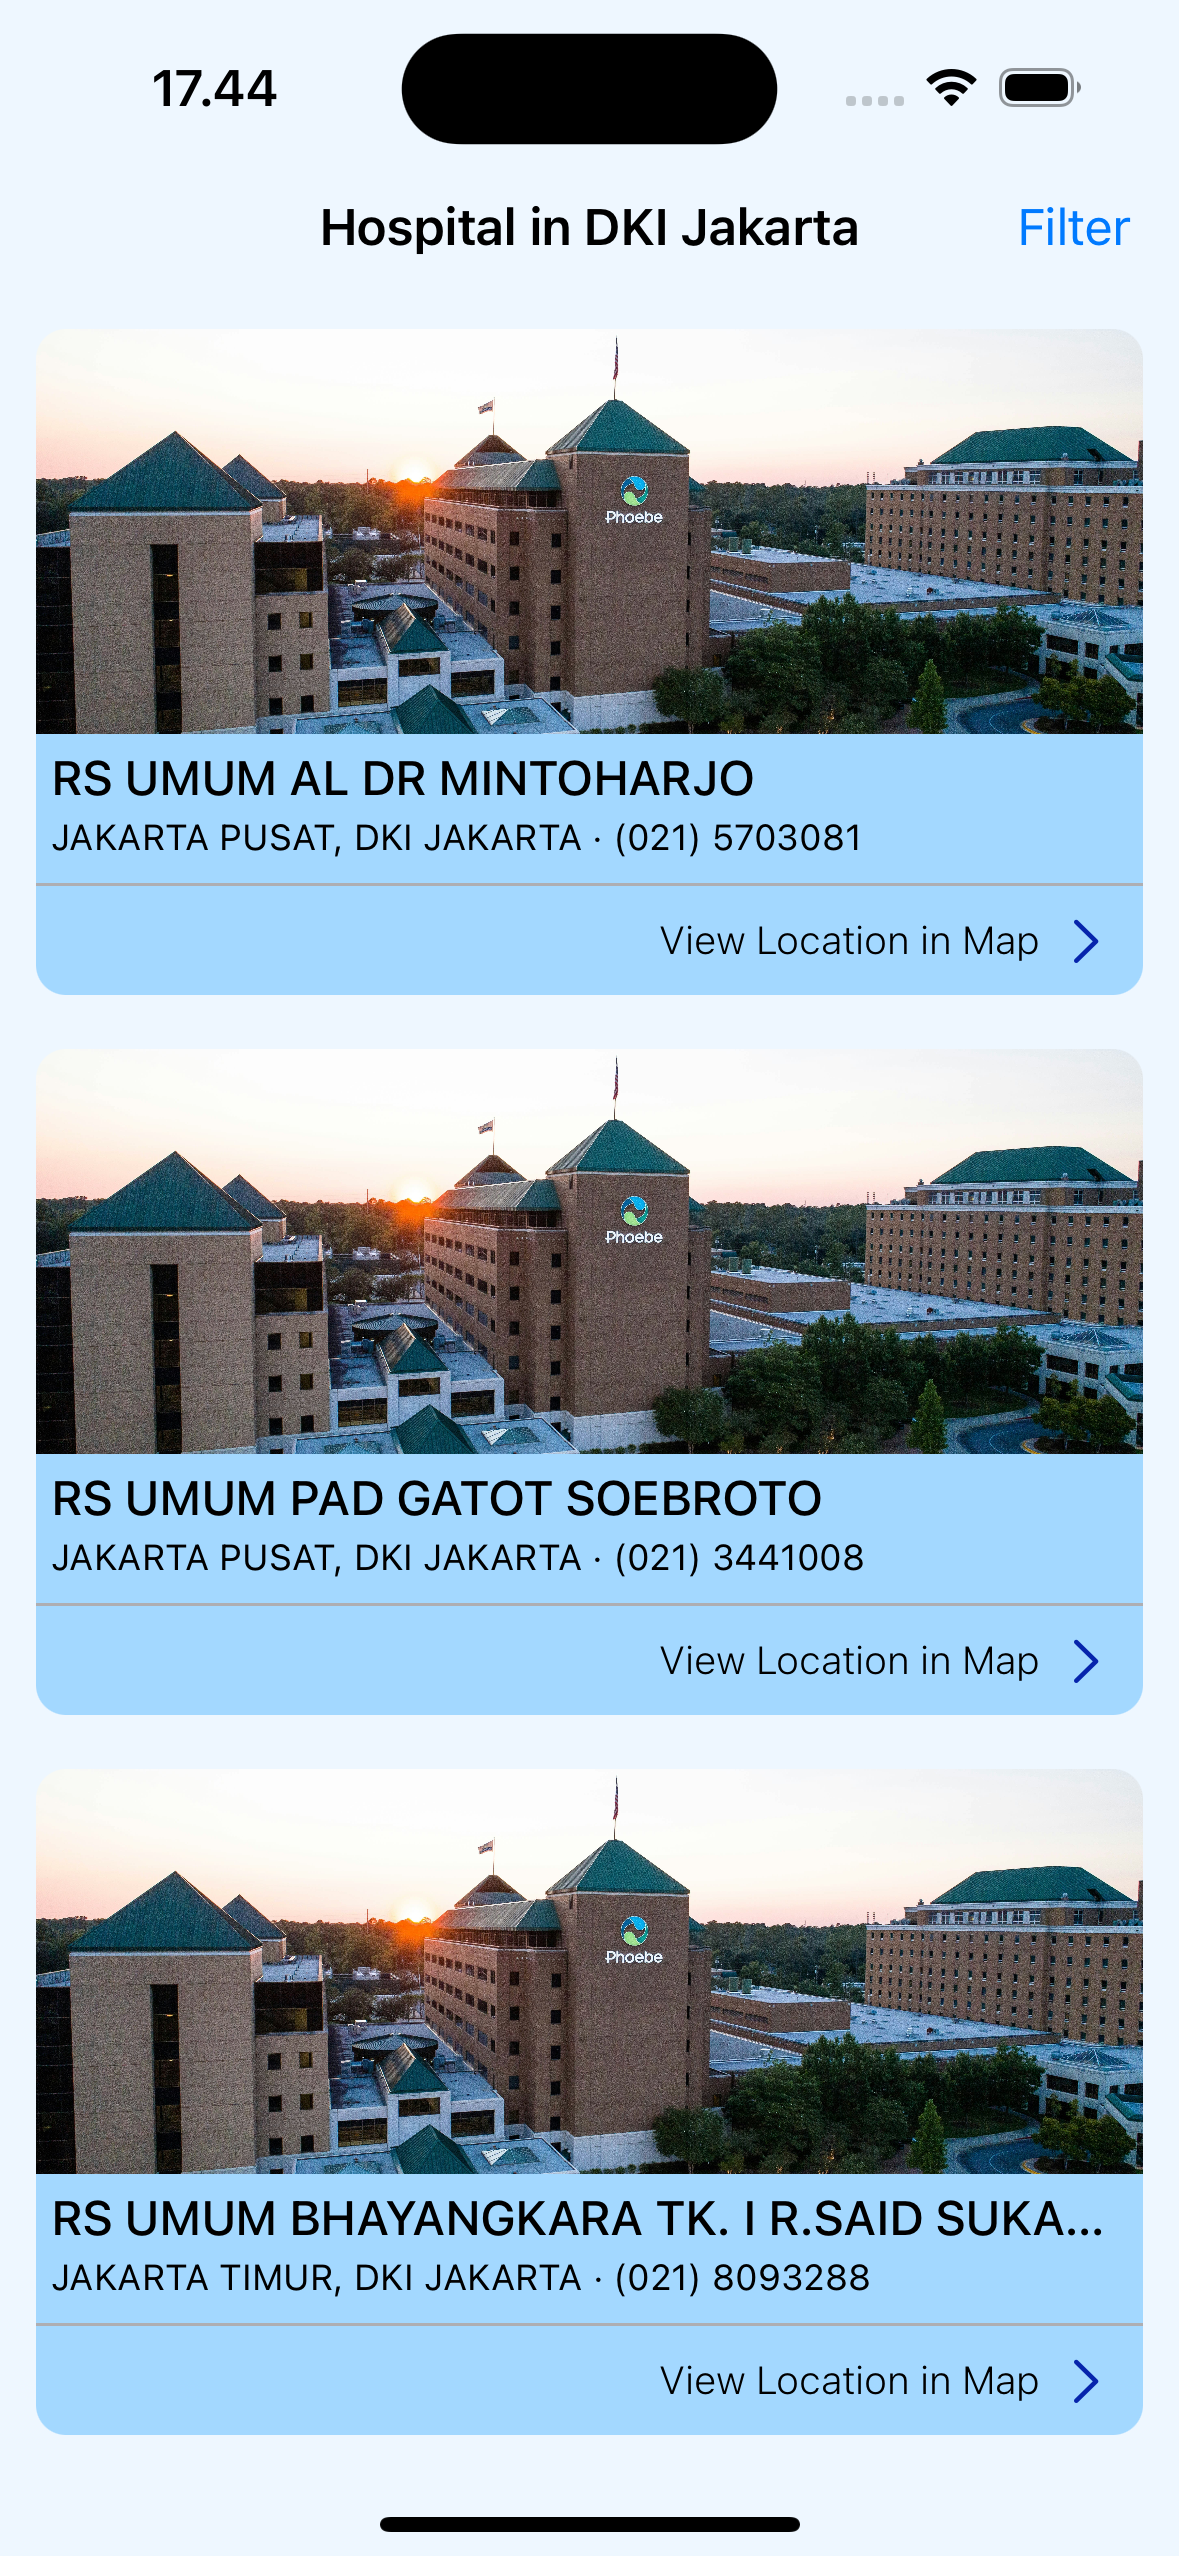 17.44
Hospital in DKI Jakarta
Filter
Phoebe
RS UMUM AL DR MINTOHARJO
JAKARTA PUSAT, DKI JAKARTA · (021) 5703081
View Location in Map
Phoebe
RS UMUM PAD GATOT SOEBROTO
JAKARTA PUSAT, DKI JAKARTA · (021) 3441008
View Location in Map
Phoebe
RS UMUM BHAYANGKARA TK. I R.SAID SUKA...
JAKARTA TIMUR, DKI JAKARTA · (021) 8093288
View Location in Map